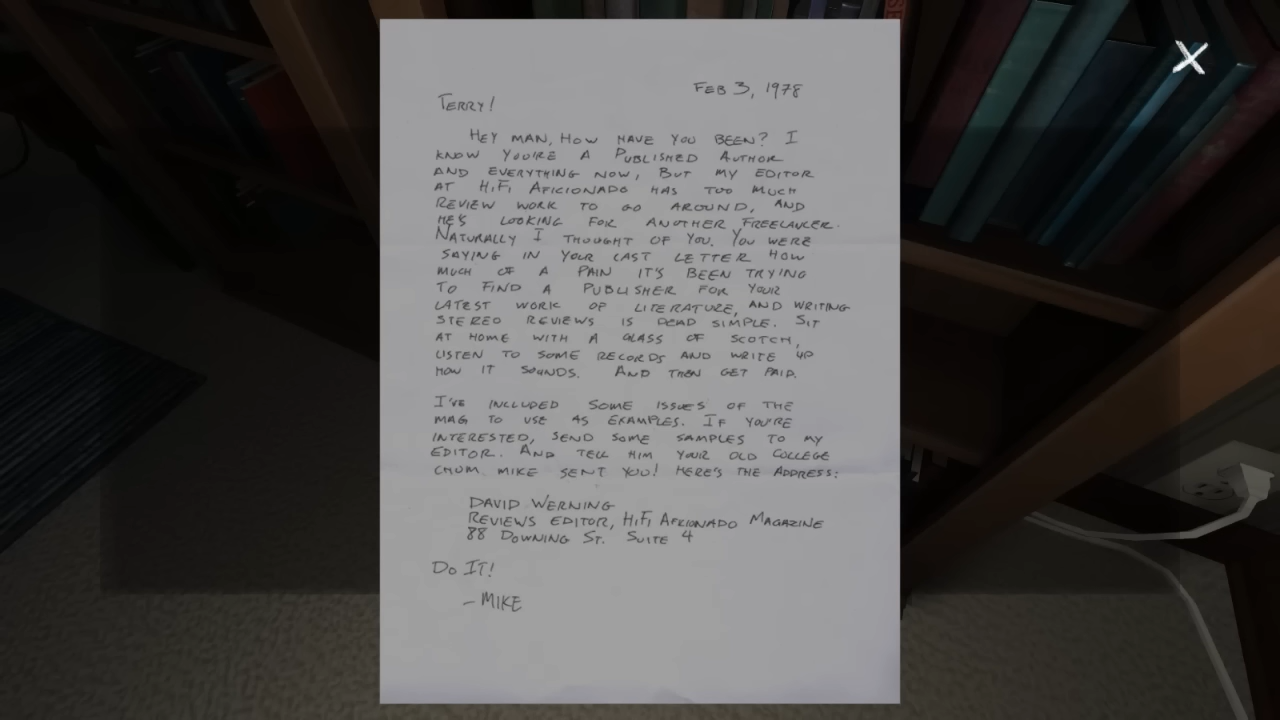 FEB 3, 1978
TERRY!
HEY MAN, HOW HAVE YOU BEEN? I
KNOW YOU'RE A PUBLISHED AUTHOR
AND EVERYTHING NOW, BUT MY EDITOR
AT HIFI AFICIONADO HAS TOO MUCH
REVIEW WORK TO GO AROUND, AND
HE'S LOOKING FOR ANOTHER FREELANCER.
NATURALLY I THOUGHT OF YOU. YOU WERE
SAYING IN YOUR LAST LETTER HOW
MUCH OF A PAIN IT'S BEEN TRYING
TO FIND A PUBLISHER FOR YOUR
LATEST WORK OF LITERATURE, AND WRITING
STEREO REVIEWS IS DEAD SIMPLE. SIT
AT HOME WITH A GLASS OF SCOTCH,
LISTEN TO SOME RECORDS AND WRITE UP
HOW IT SOUNDS. AND THEN GET PAID.
I'VE INCLUDED SOME ISSUES OF THE
MAG TO USE AS EXAMPLES. IF YOU'RE
INTERESTED, SEND SOME SAMPLES TO MY
EDITOR. AND TELL HIM YOUR OLD COLLEGE
CHUM MIKE SENT YOU! HERE'S THE ADDRESS:
DAVID WERNING
REVIEWS EDITOR, HIFI AFICIONADO MAGAZINE
88 DOWNING ST. SUITE 4
DO IT!
- MIKE